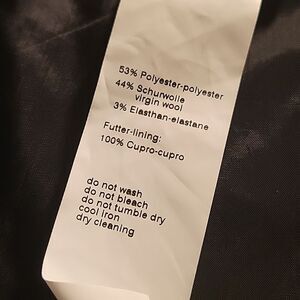 53% Polyester-polyester
44% Schurwolle
virgin wool
3% Elasthan-elastane
Futter-lining:
100% Cupro-cupro
do not wash
do not bleach
do not tumble dry
cool iron
dry cleaning